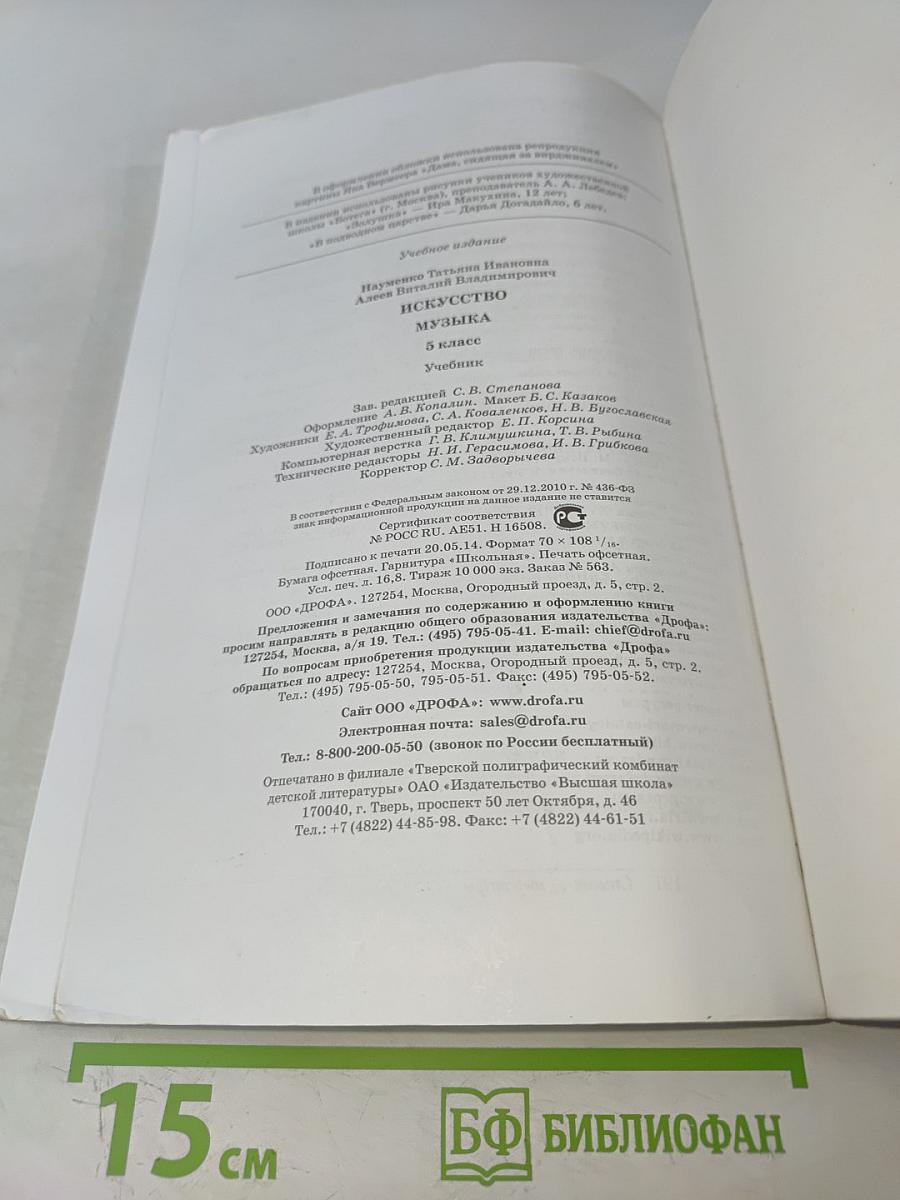 В оформлении обложки использована репродукция
картины Яна Вермера «Дама, сидящая за вирджиналом»
В издании использованы рисунки учеников художественной
школы «Ботега» (г. Москва), преподаватель А. А. Лебедев:
«Золушка» — Ира Макухина, 12 лет;
«В подводном царстве» — Дарья Догадайло, 6 лет.
Учебное издание
Науменко Татьяна Ивановна
Алеев Виталий Владимирович
ИСКУССТВО
МУЗЫКА
5 класс
Учебник
Зав. редакцией С. В. Степанова
Оформление А. В. Копалин. Макет Б. С. Казаков
Художники Е. А. Трофимова, С. А. Коваленков, Н. В. Бугославская
Художественный редактор Е. П. Корсина
Компьютерная верстка Г. В. Климушкина, Т. В. Рыбина
Технические редакторы Н. И. Герасимова, И. В. Грибкова
Корректор С. М. Задворычева
В соответствии с Федеральным законом от 29.12.2010 г. № 436-ФЗ
знак информационной продукции на данное издание не ставится
Сертификат соответствия
№ РОСС RU. АЕ51. Н 16508.
Подписано к печати 20.05.14. Формат 70 × 108 1/16.
Бумага офсетная. Гарнитура «Школьная». Печать офсетная.
Усл. печ. л. 16,8. Тираж 10 000 экз. Заказ № 563.
ООО «ДРОФА». 127254, Москва, Огородный проезд, д. 5, стр. 2.
Предложения и замечания по содержанию и оформлению книги
просим направлять в редакцию общего образования издательства «Дрофа»:
127254, Москва, а/я 19. Тел.: (495) 795-05-41. E-mail: chief@drofa.ru
По вопросам приобретения продукции издательства «Дрофа»
обращаться по адресу: 127254, Москва, Огородный проезд, д. 5, стр. 2.
Тел.: (495) 795-05-50, 795-05-51. Факс: (495) 795-05-52.
Сайт ООО «ДРОФА»: www.drofa.ru
Электронная почта: sales@drofa.ru
Тел.: 8-800-200-05-50 (звонок по России бесплатный)
Отпечатано в филиале «Тверской полиграфический комбинат
детской литературы» ОАО «Издательство «Высшая школа»
170040, г. Тверь, проспект 50 лет Октября, д. 46
Тел.: +7 (4822) 44-85-98. Факс: +7 (4822) 44-61-51
15 см
БФ БИБЛИОФАН